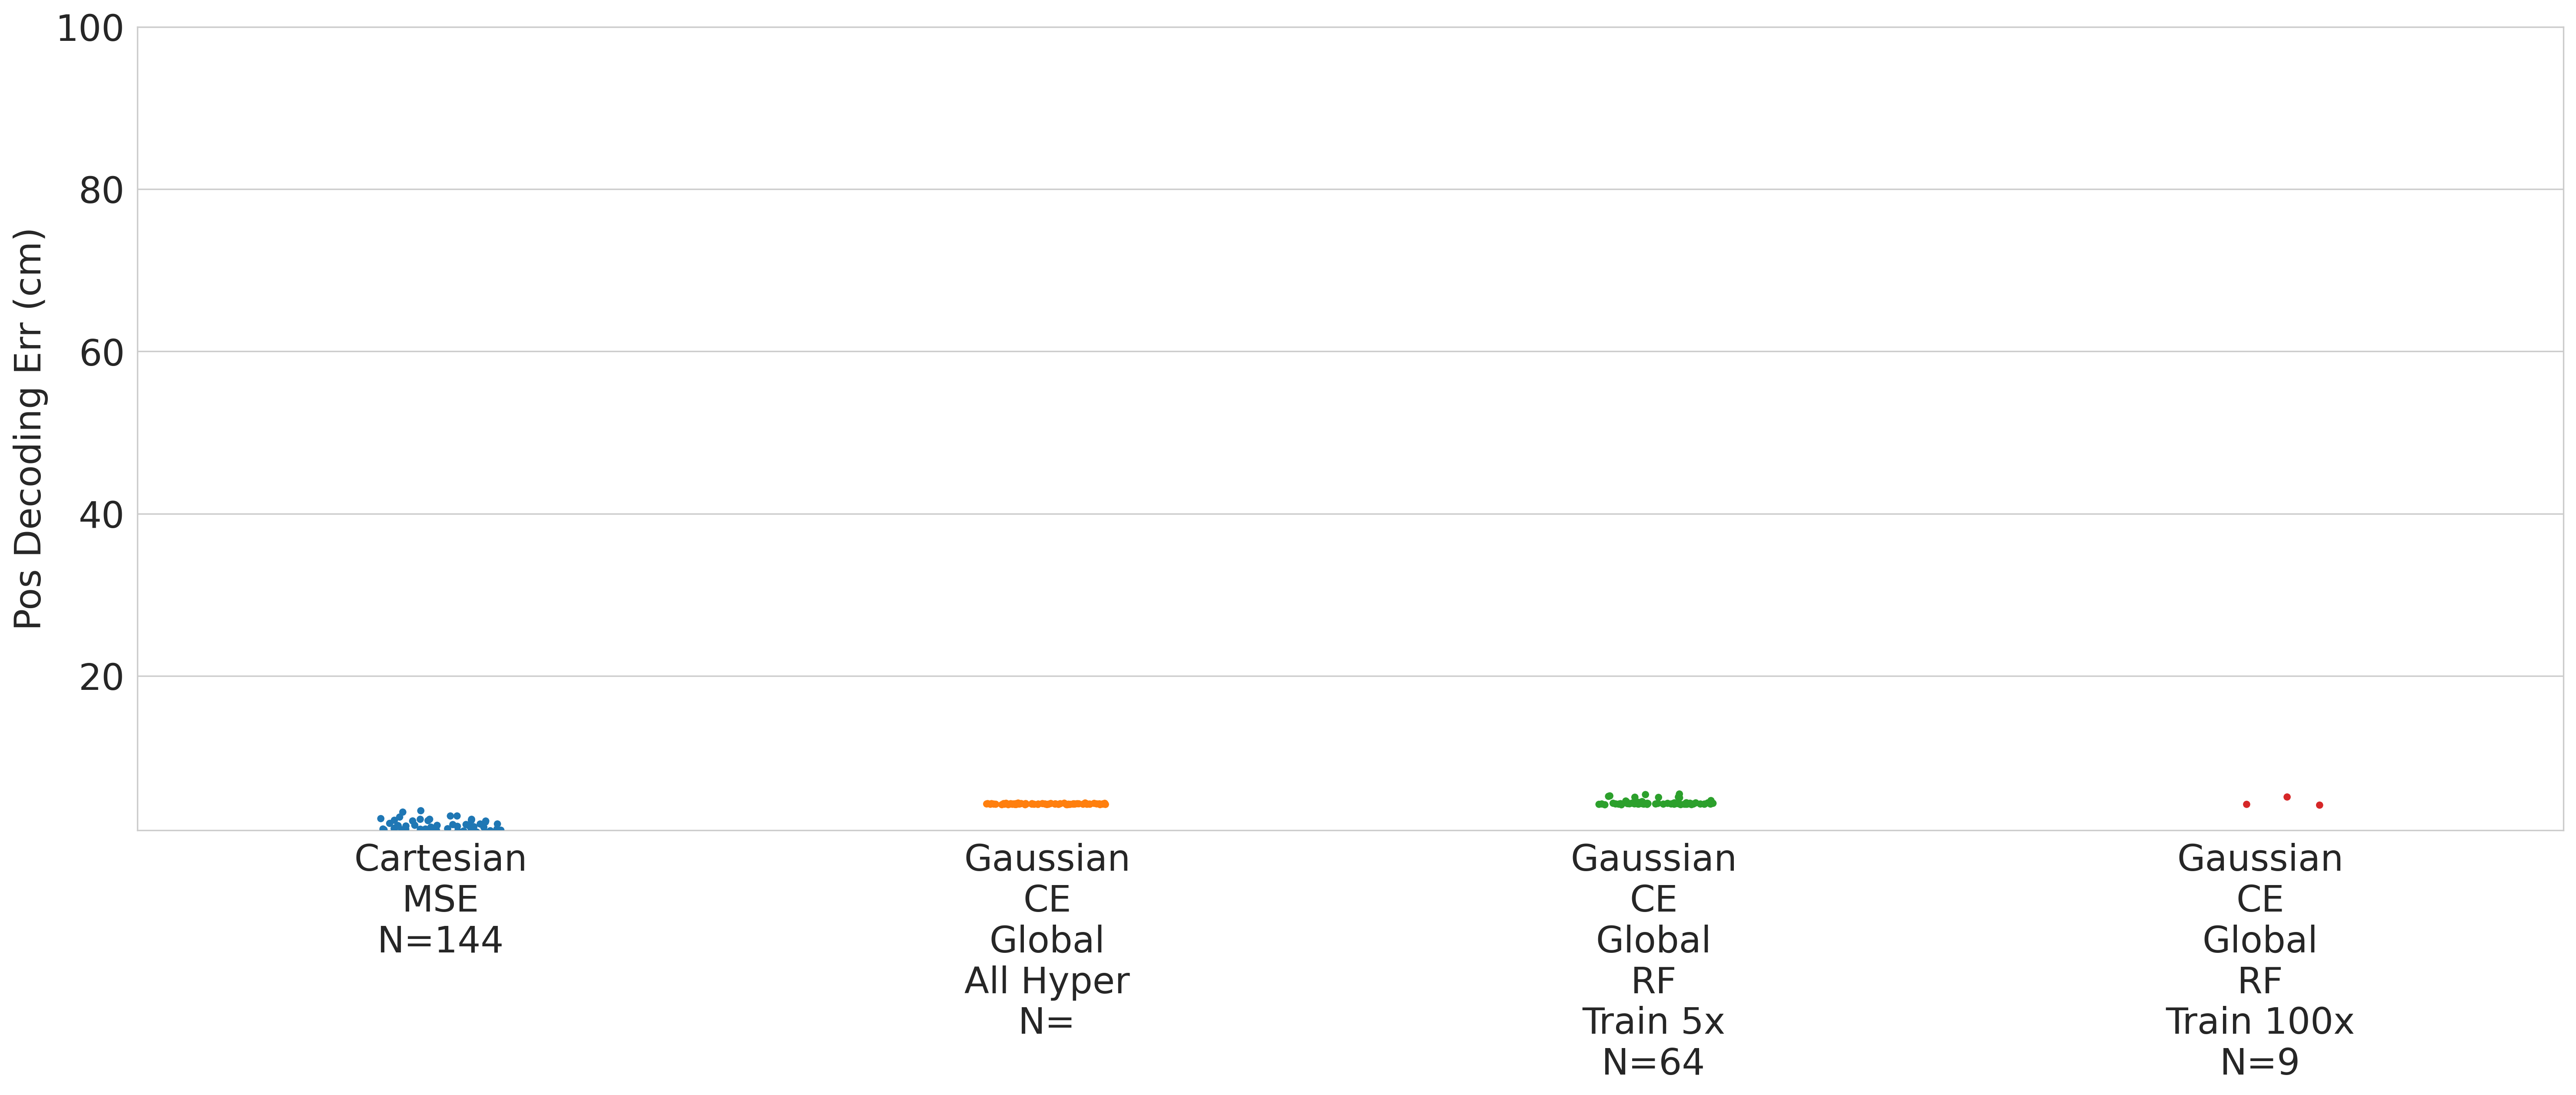 100
80
60
40
20
Pos Decoding Err (cm)
Cartesian
MSE
N=144
Gaussian
CE
Global
All Hyper
N=
Gaussian
CE
Global
RF
Train 5x
N=64
Gaussian
CE
Global
RF
Train 100x
N=9